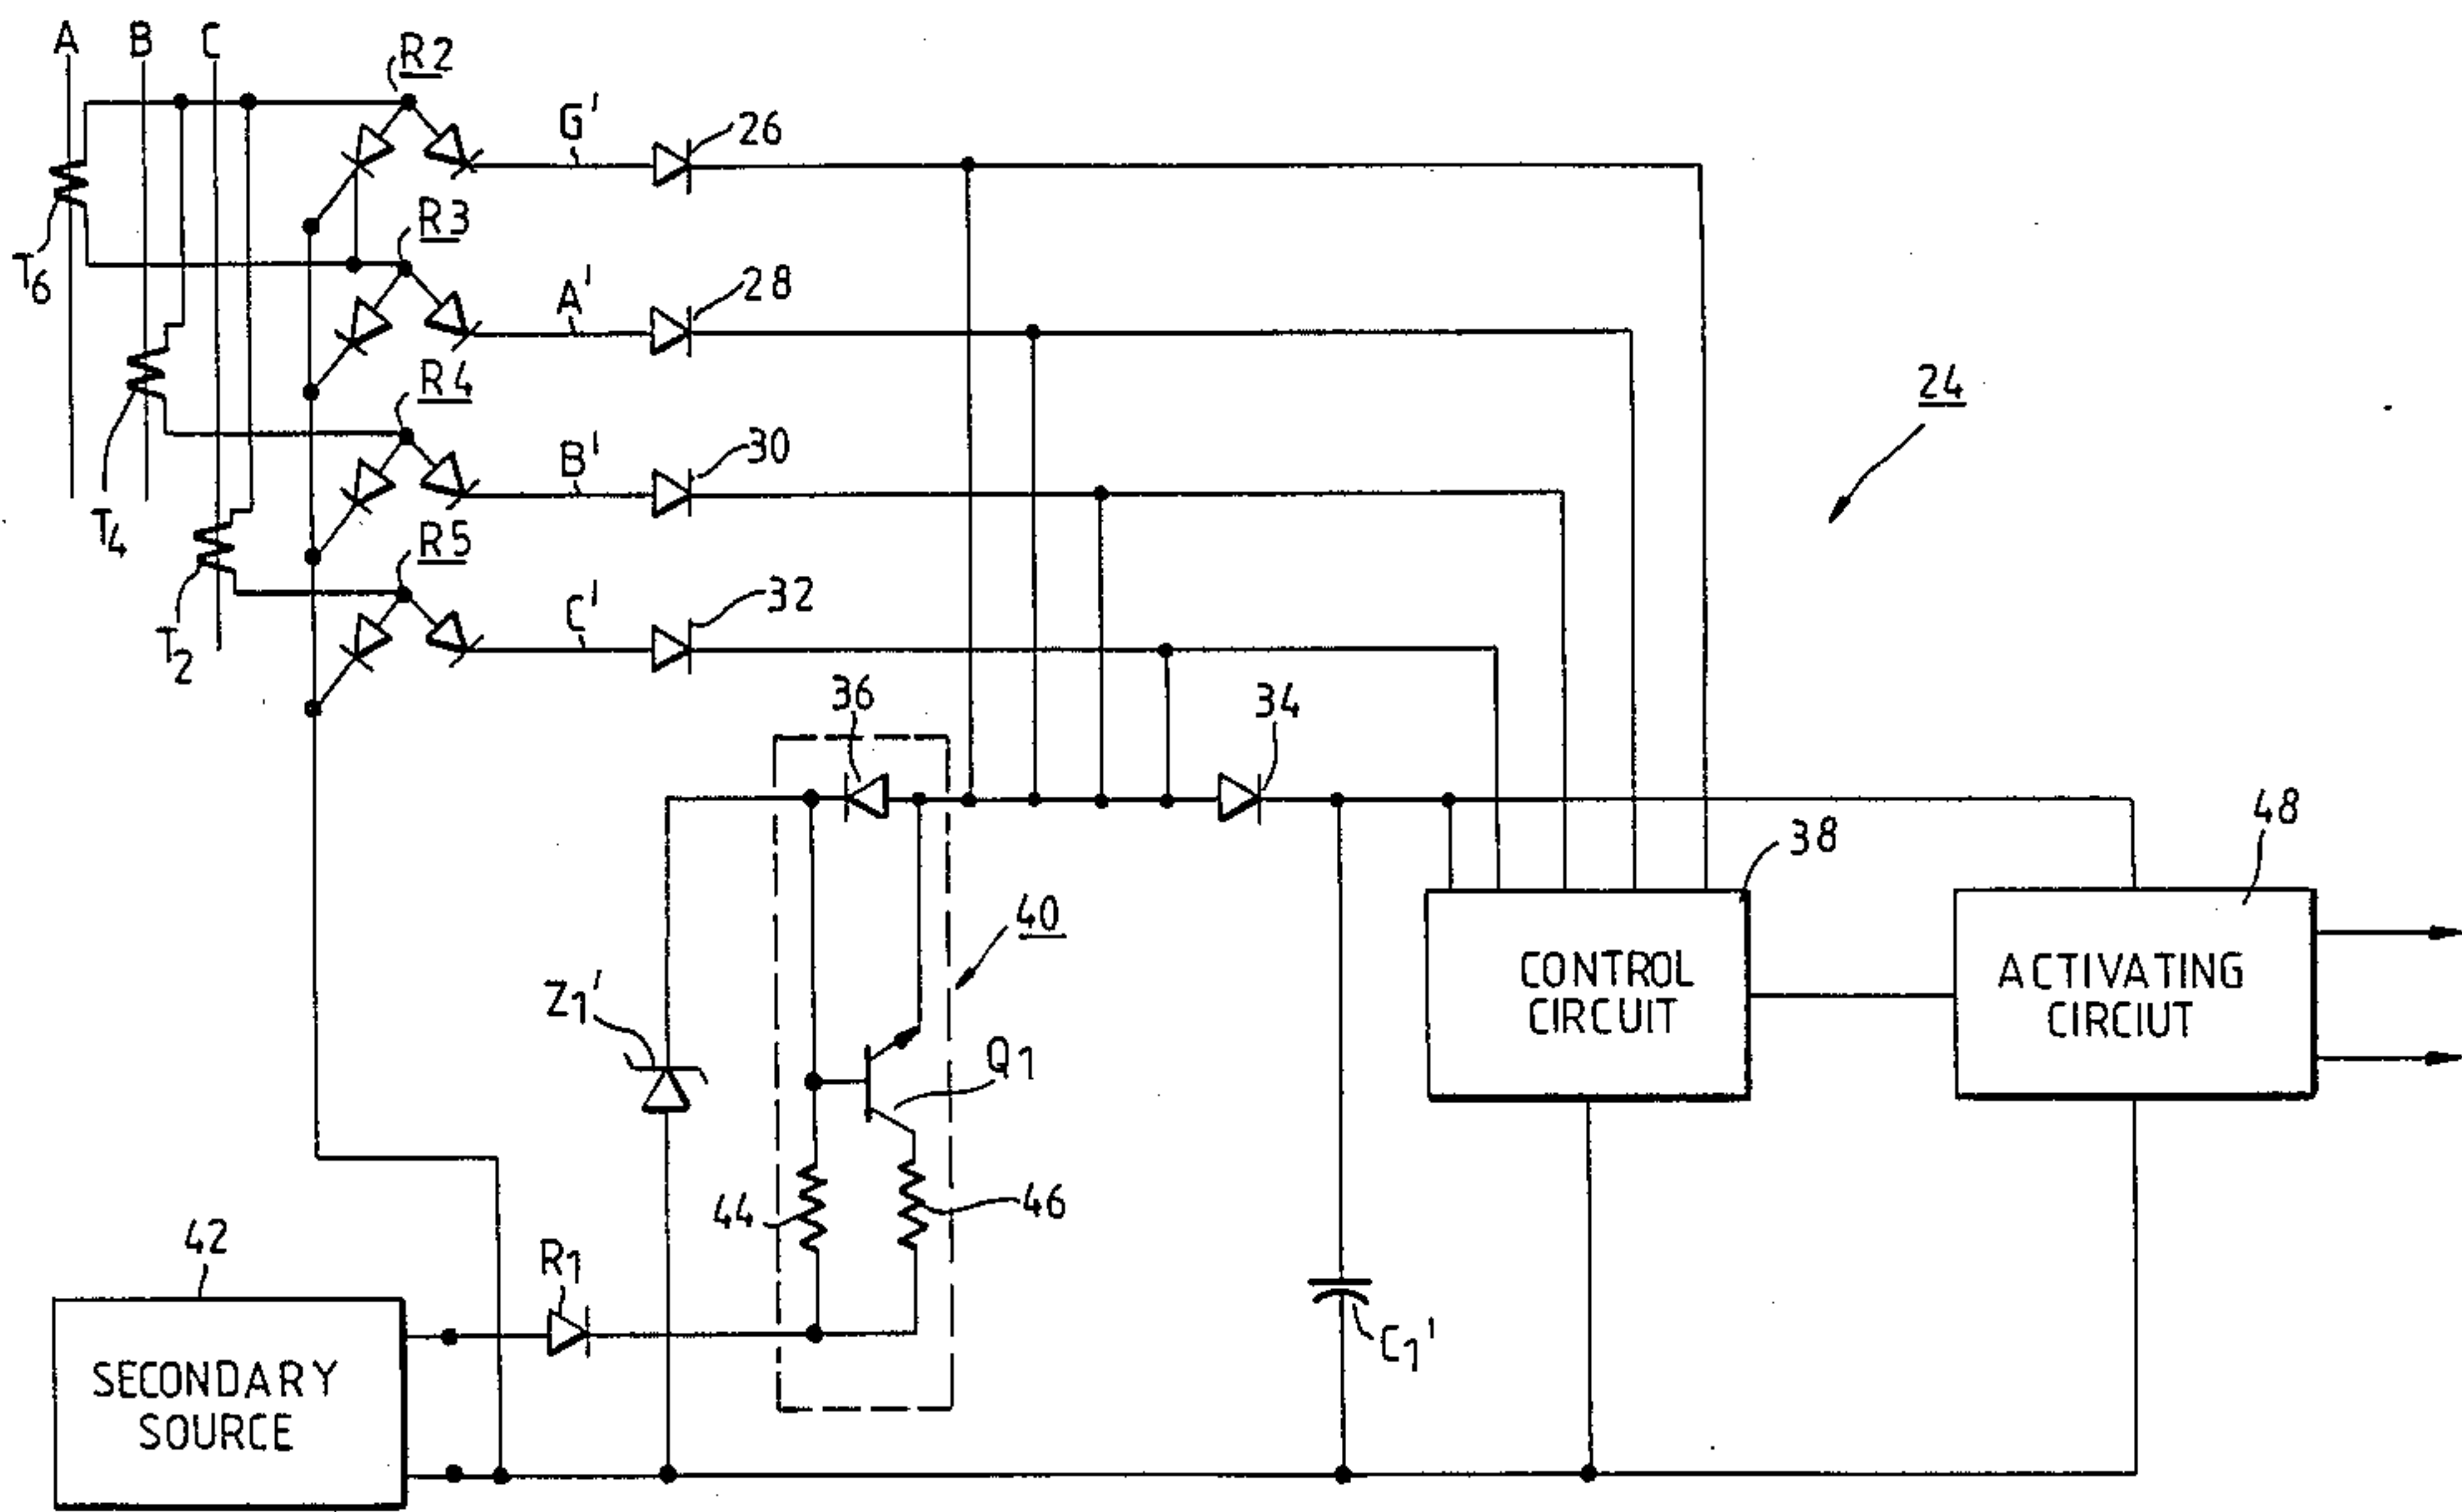 A B C
R2
G'
26
R3
T6
A'
28
R4
24
B'
30
T4
R5
C'
32
T2
36
34
48
38
40
CONTROL
CIRCUIT
ACTIVATING
CIRCIUT
Z1'
Q1
44
46
42
R1
C1'
SECONDARY
SOURCE